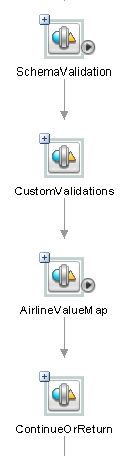 SchemaValidation
CustomValidations
AirlineValueMap
ContinueOrReturn